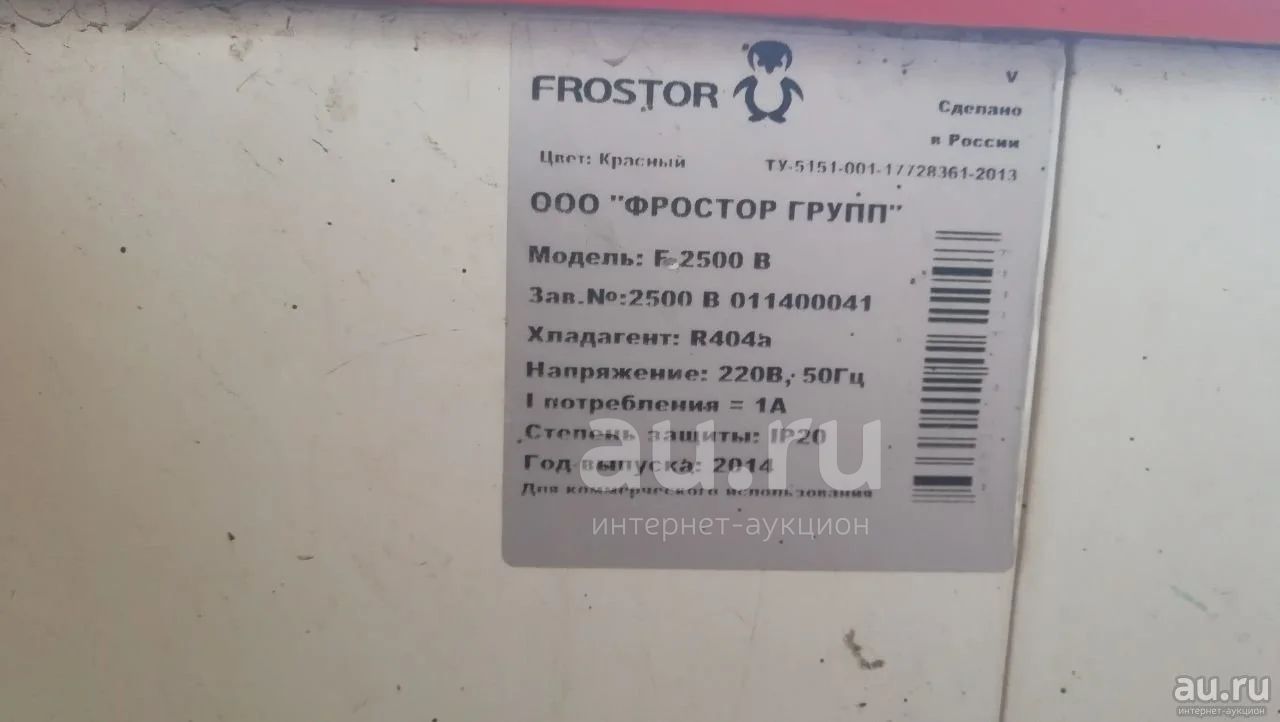 FROSTOR
V
Сделано
в России
Цвет: Красный
ТУ-5151-001-17728361-2013
ООО "ФРОСТОР ГРУПП"
Модель: F 2500 В
Зав.№:2500 В 011400041
Хладагент: R404а
Напряжение: 220В, 50Гц
I потребления = 1А
Степень защиты: IP20
Год выпуска: 2014
Для коммерческого использования
au.ru
интернет-аукцион
au.ru
интернет-аукцион